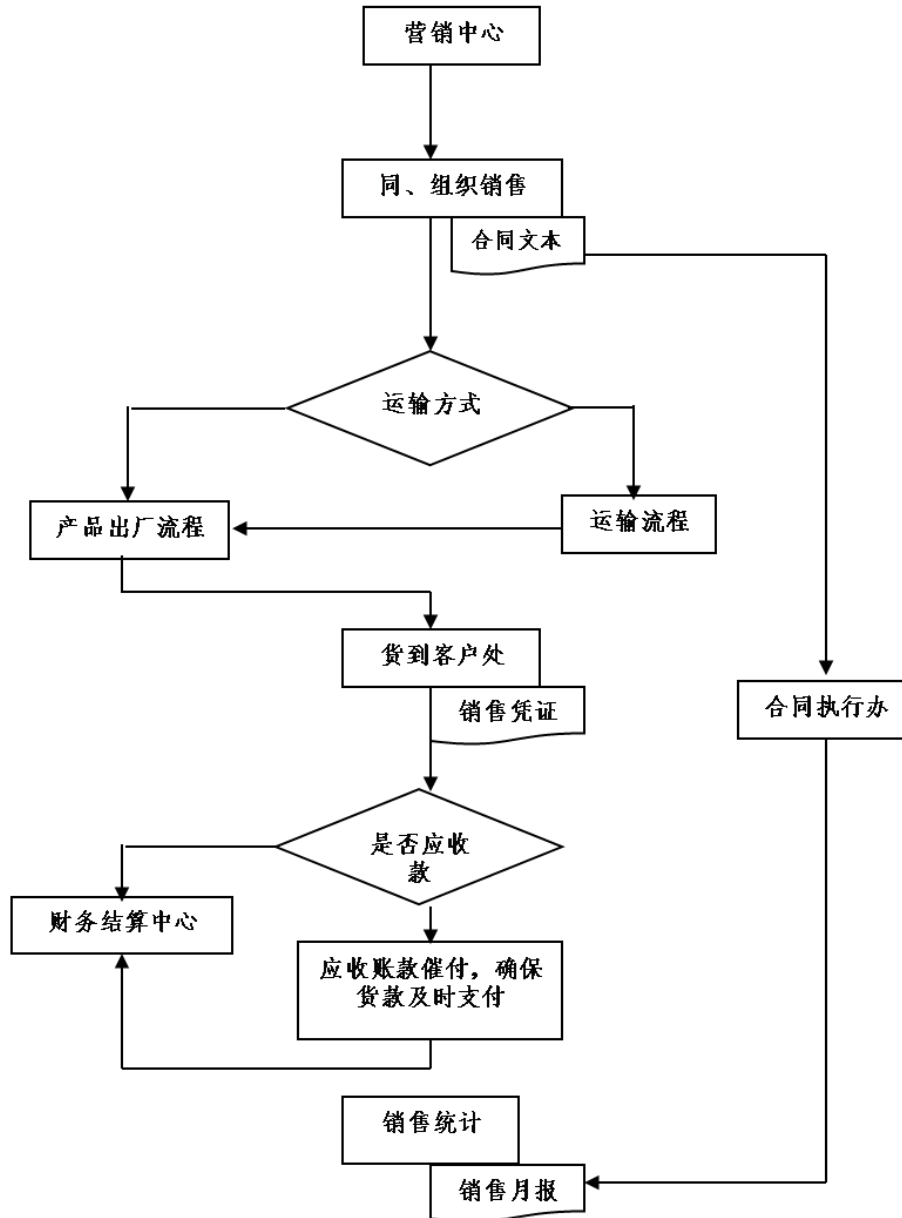 营销中心
同、组织销售
合同文本
运输方式
产品出厂流程
运输流程
货到客户处
销售凭证
合同执行办
是否应收
款
财务结算中心
应收账款催付，确保
货款及时支付
销售统计
销售月报